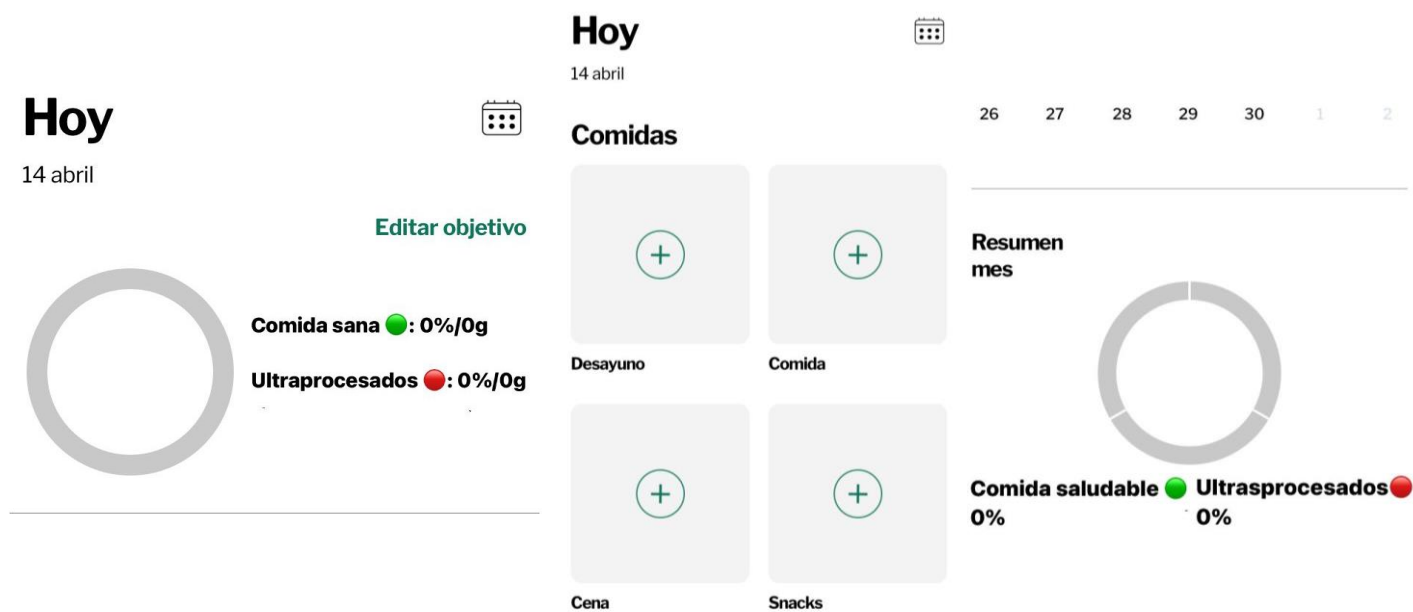 Hoy
14 abril
Editar objetivo
Comida sana 🟢: 0%/0g
Ultraprocesados 🔴: 0%/0g
Hoy
14 abril
Comidas
Desayuno
Comida
Cena
Snacks
26 27 28 29 30 1 2
Resumen
mes
Comida saludable 🟢
0%
Ultrasprocesados🔴
0%